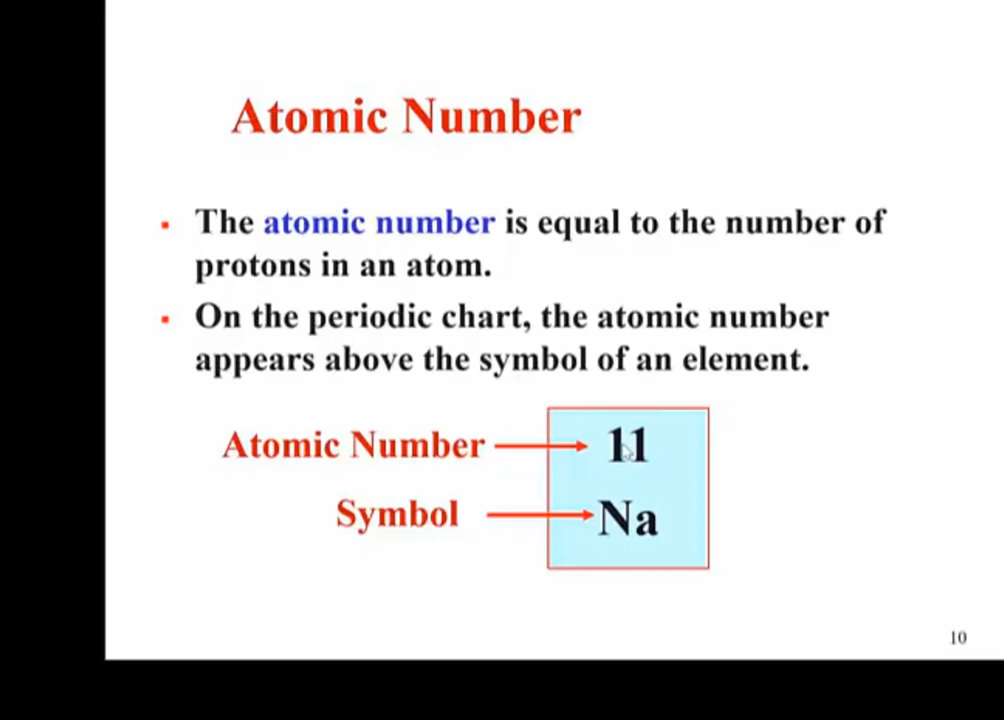 Atomic Number
▪ The atomic number is equal to the number of
protons in an atom.
▪ On the periodic chart, the atomic number
appears above the symbol of an element.
Atomic Number 11
Symbol Na
10